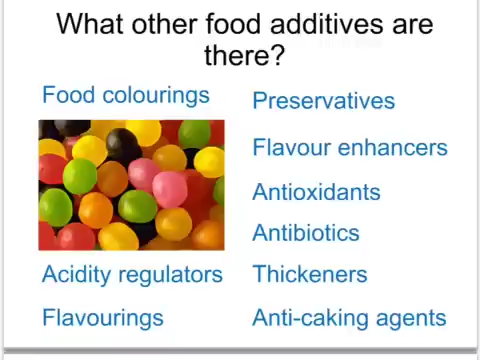 What other food additives are
there?
Food colourings
Preservatives
Flavour enhancers
Antioxidants
Antibiotics
Acidity regulators
Thickeners
Flavourings
Anti-caking agents